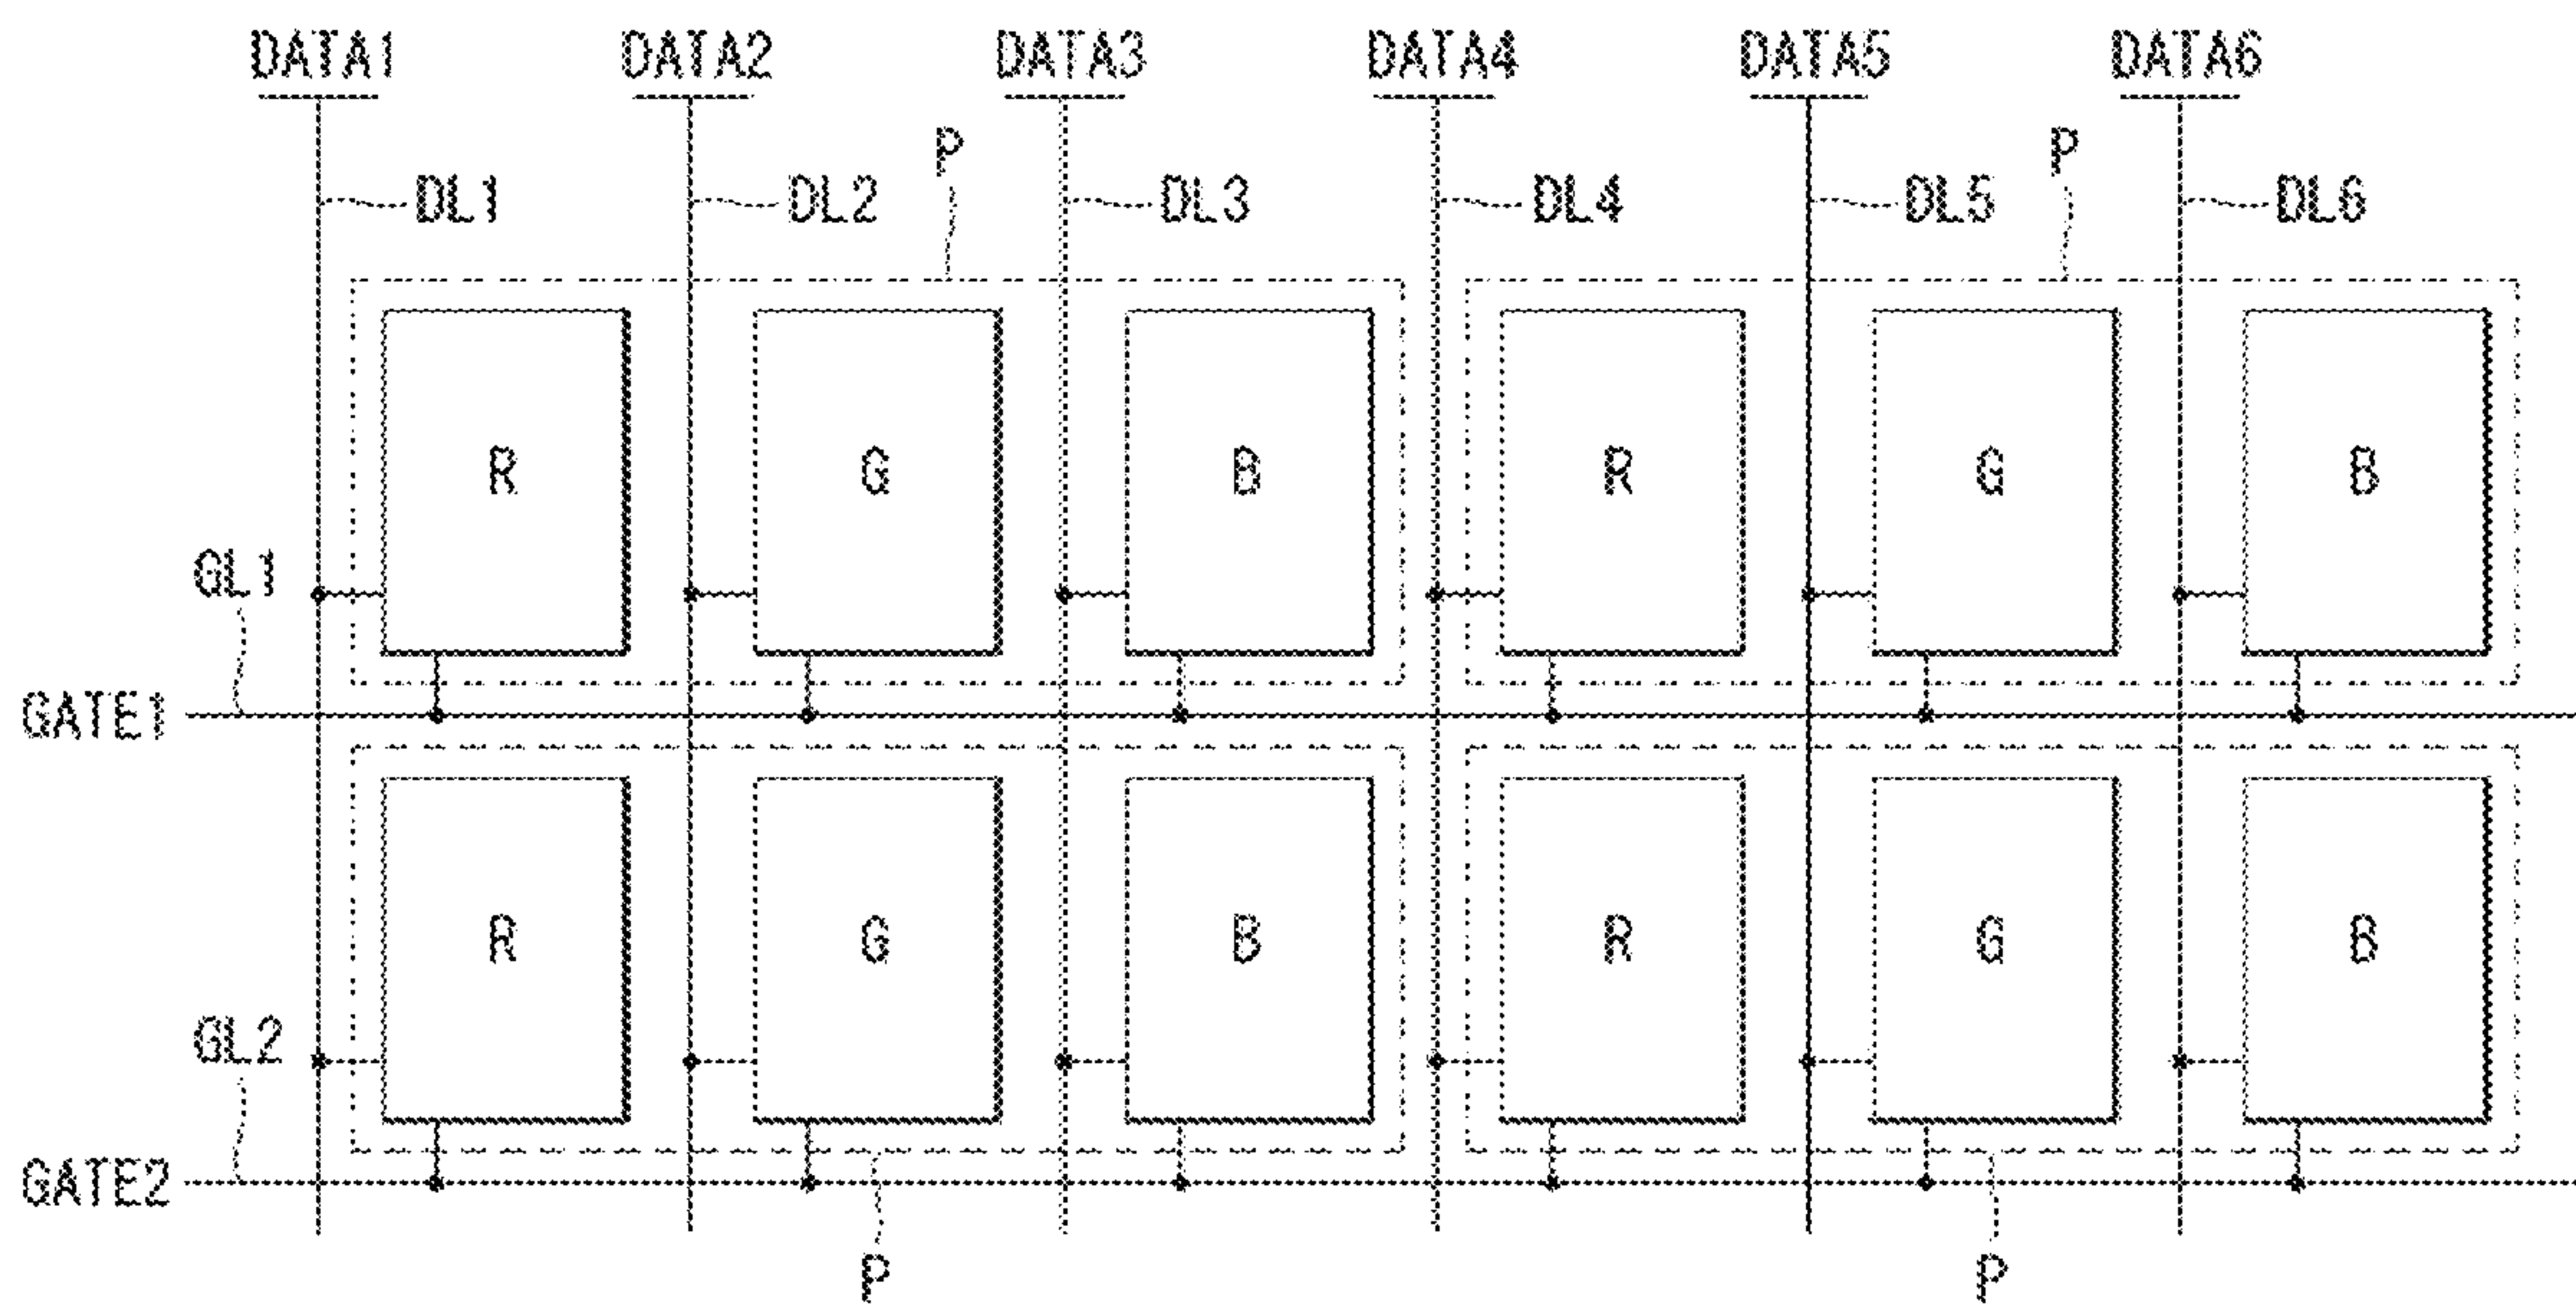 DATA1 DATA2 DATA3 DATA4 DATA5 DATA6
P P
DL1 DL2 DL3 DL4 DL5 DL6
R G B R G B
GL1
GATE1
R G B R G B
GL2
GATE2
P P